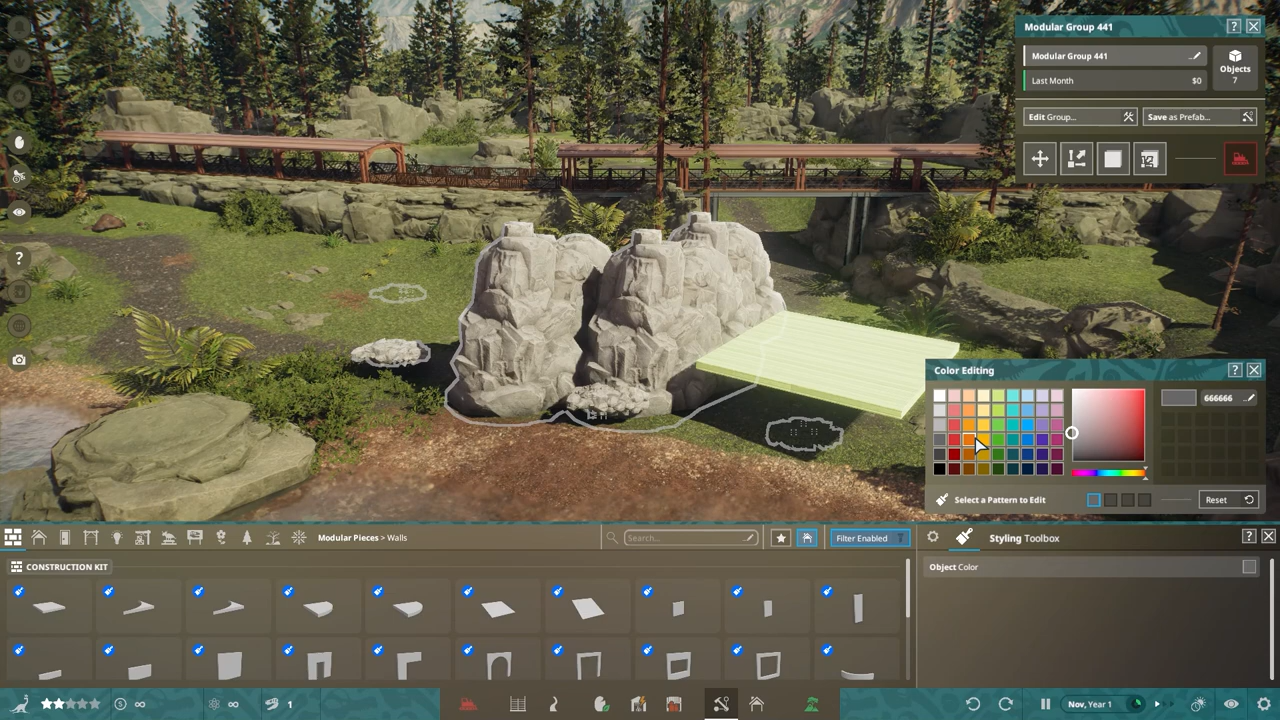 Modular Group 441
?
Modular Group 441
Last Month $0
Objects
7
Edit Group...
Save as Prefab...
12
?
Color Editing
?
666666
Select a Pattern to Edit
Reset
Modular Pieces > Walls
Search...
Filter Enabled
Styling Toolbox
?
CONSTRUCTION KIT
Object Color
$ ∞
∞
1
Nov, Year 1